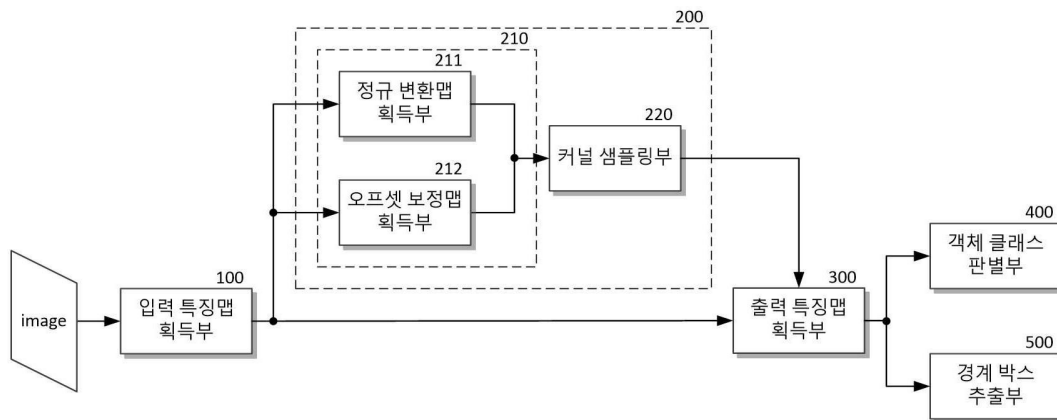 200
210
211
정규 변환맵
획득부
220
커널 샘플링부
212
오프셋 보정맵
획득부
400
객체 클래스
판별부
image
100
입력 특징맵
획득부
300
출력 특징맵
획득부
500
경계 박스
추출부